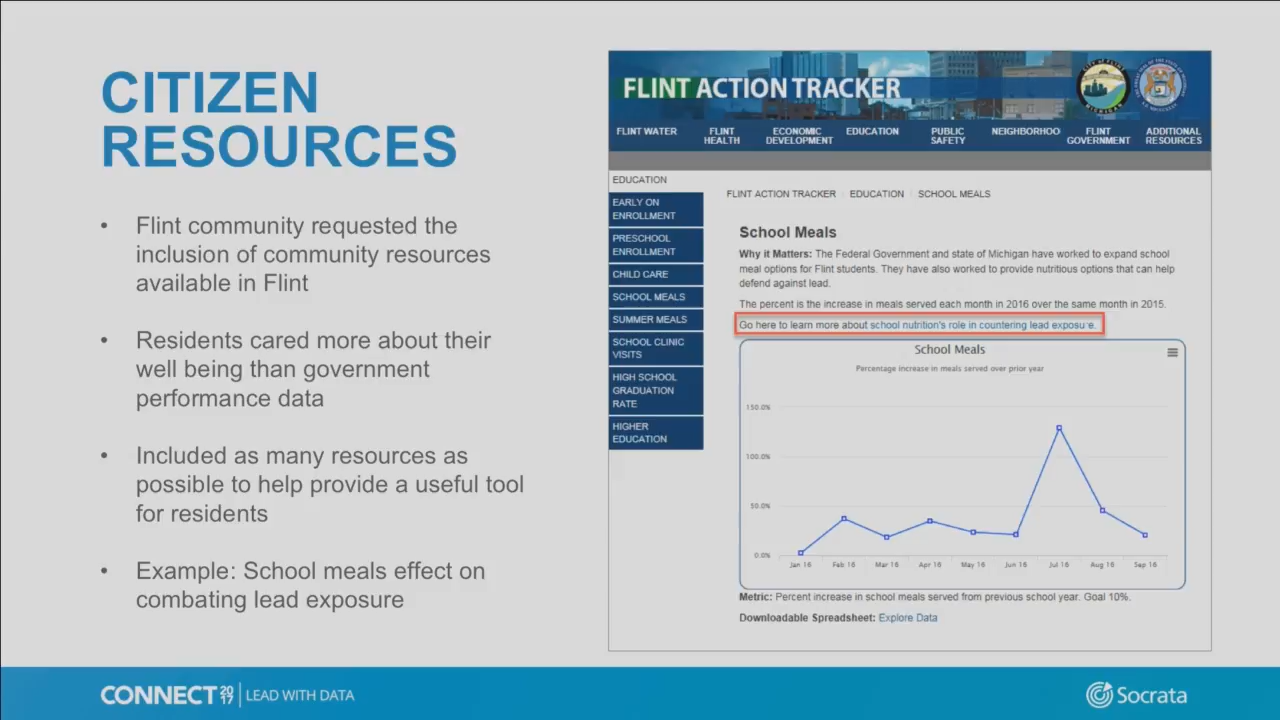 CITIZEN
RESOURCES
• Flint community requested the
inclusion of community resources
available in Flint
• Residents cared more about their
well being than government
performance data
• Included as many resources as
possible to help provide a useful tool
for residents
• Example: School meals effect on
combating lead exposure
FLINT ACTION TRACKER
FLINT WATER
FLINT
HEALTH
ECONOMIC
DEVELOPMENT
EDUCATION
PUBLIC
SAFETY
NEIGHBORHOO
FLINT
GOVERNMENT
ADDITIONAL
RESOURCES
EDUCATION
EARLY ON
ENROLLMENT
PRESCHOOL
ENROLLMENT
CHILD CARE
SCHOOL MEALS
SUMMER MEALS
SCHOOL CLINIC
VISITS
HIGH SCHOOL
GRADUATION
RATE
HIGHER
EDUCATION
FLINT ACTION TRACKER EDUCATION SCHOOL MEALS
School Meals
Why it Matters: The Federal Government and state of Michigan have worked to expand school
meal options for Flint students. They have also worked to provide nutritious options that can help
defend against lead.
The percent is the increase in meals served each month in 2016 over the same month in 2015.
Go here to learn more about school nutrition's role in countering lead exposure.
School Meals
Percentage increase in meals served over prior year
150.0%
100.0%
50.0%
0.0%
Jan 16 Feb 16 Mar 16 Apr 16 May 16 Jun 16 Jul 16 Aug 16 Sep 16
Metric: Percent increase in school meals served from previous school year. Goal 10%.
Downloadable Spreadsheet: Explore Data
CONNECT 20 17 | LEAD WITH DATA
Socrata